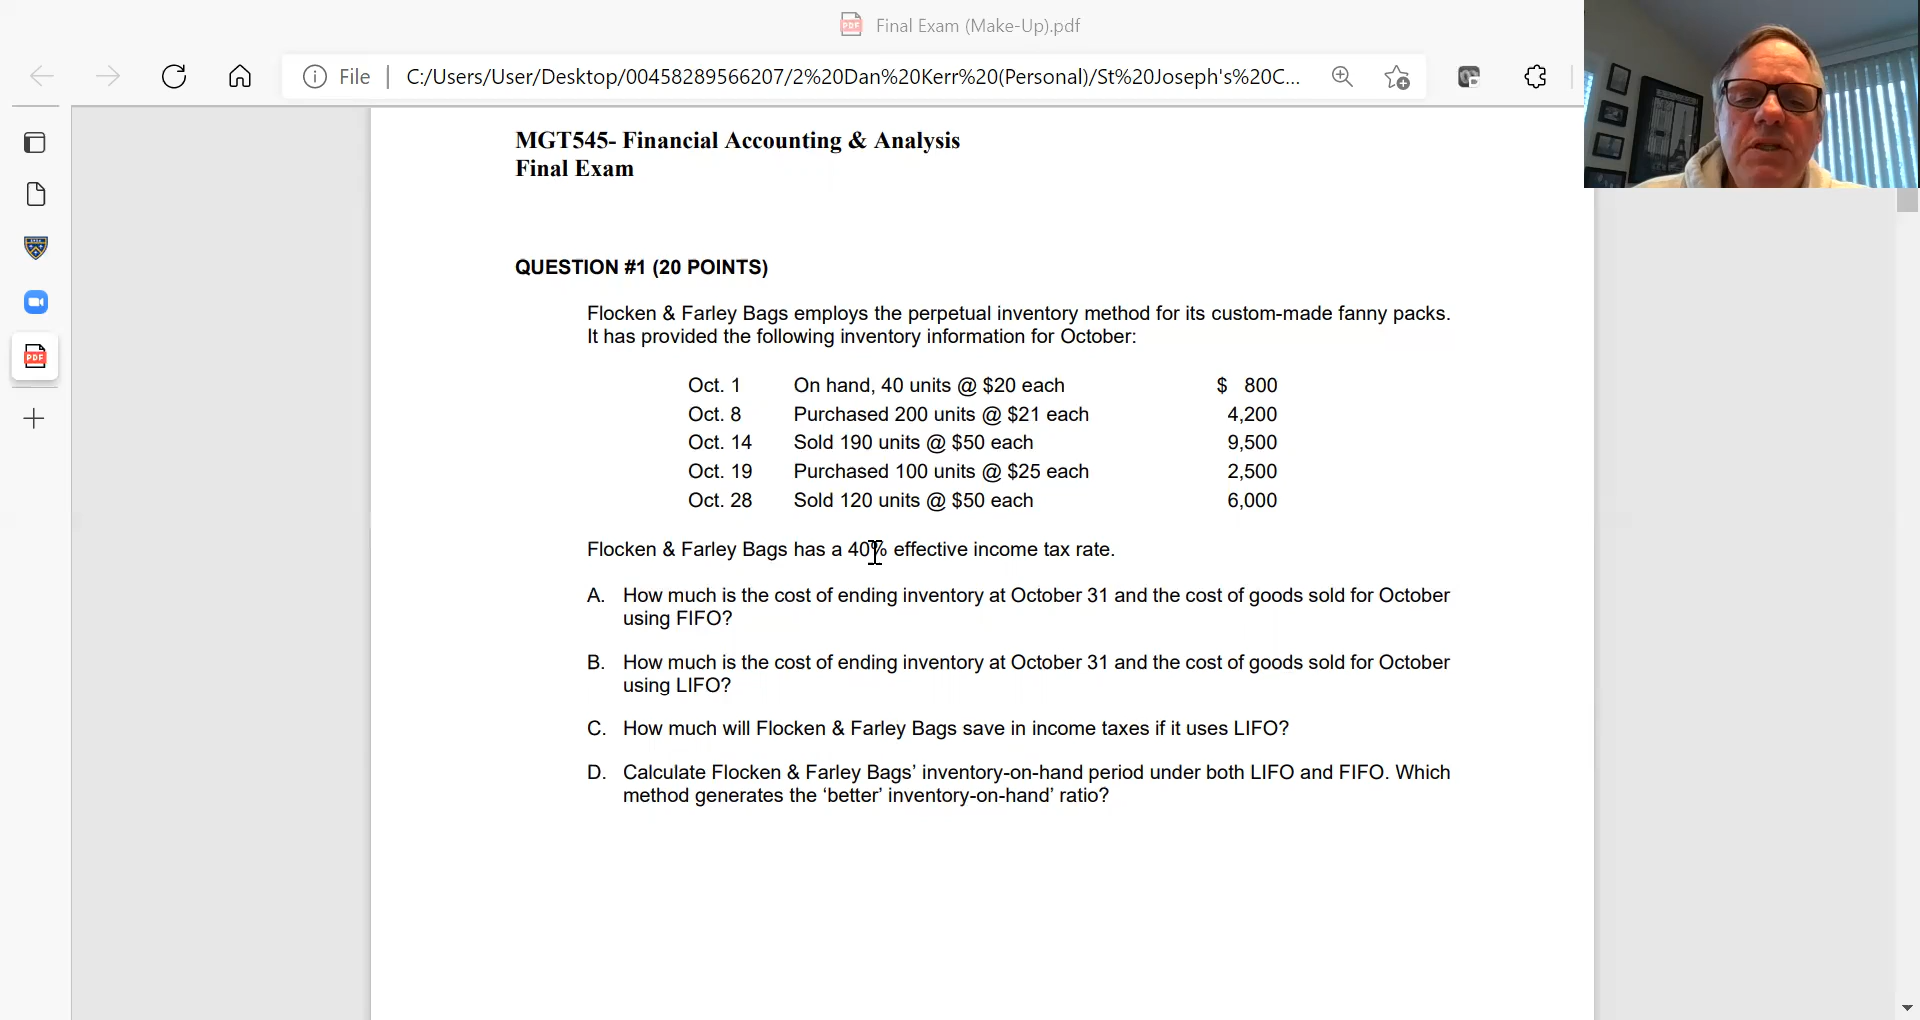 Final Exam (Make-Up).pdf
File | C:/Users/User/Desktop/00458289566207/2%20Dan%20Kerr%20(Personal)/St%20Joseph's%20C...
MGT545- Financial Accounting & Analysis
Final Exam
QUESTION #1 (20 POINTS)
Flocken & Farley Bags employs the perpetual inventory method for its custom-made fanny packs.
It has provided the following inventory information for October:
Oct. 1 On hand, 40 units @ $20 each $ 800
Oct. 8 Purchased 200 units @ $21 each 4,200
Oct. 14 Sold 190 units @ $50 each 9,500
Oct. 19 Purchased 100 units @ $25 each 2,500
Oct. 28 Sold 120 units @ $50 each 6,000
Flocken & Farley Bags has a 40% effective income tax rate.
A. How much is the cost of ending inventory at October 31 and the cost of goods sold for October
using FIFO?
B. How much is the cost of ending inventory at October 31 and the cost of goods sold for October
using LIFO?
C. How much will Flocken & Farley Bags save in income taxes if it uses LIFO?
D. Calculate Flocken & Farley Bags’ inventory-on-hand period under both LIFO and FIFO. Which
method generates the ‘better’ inventory-on-hand’ ratio?